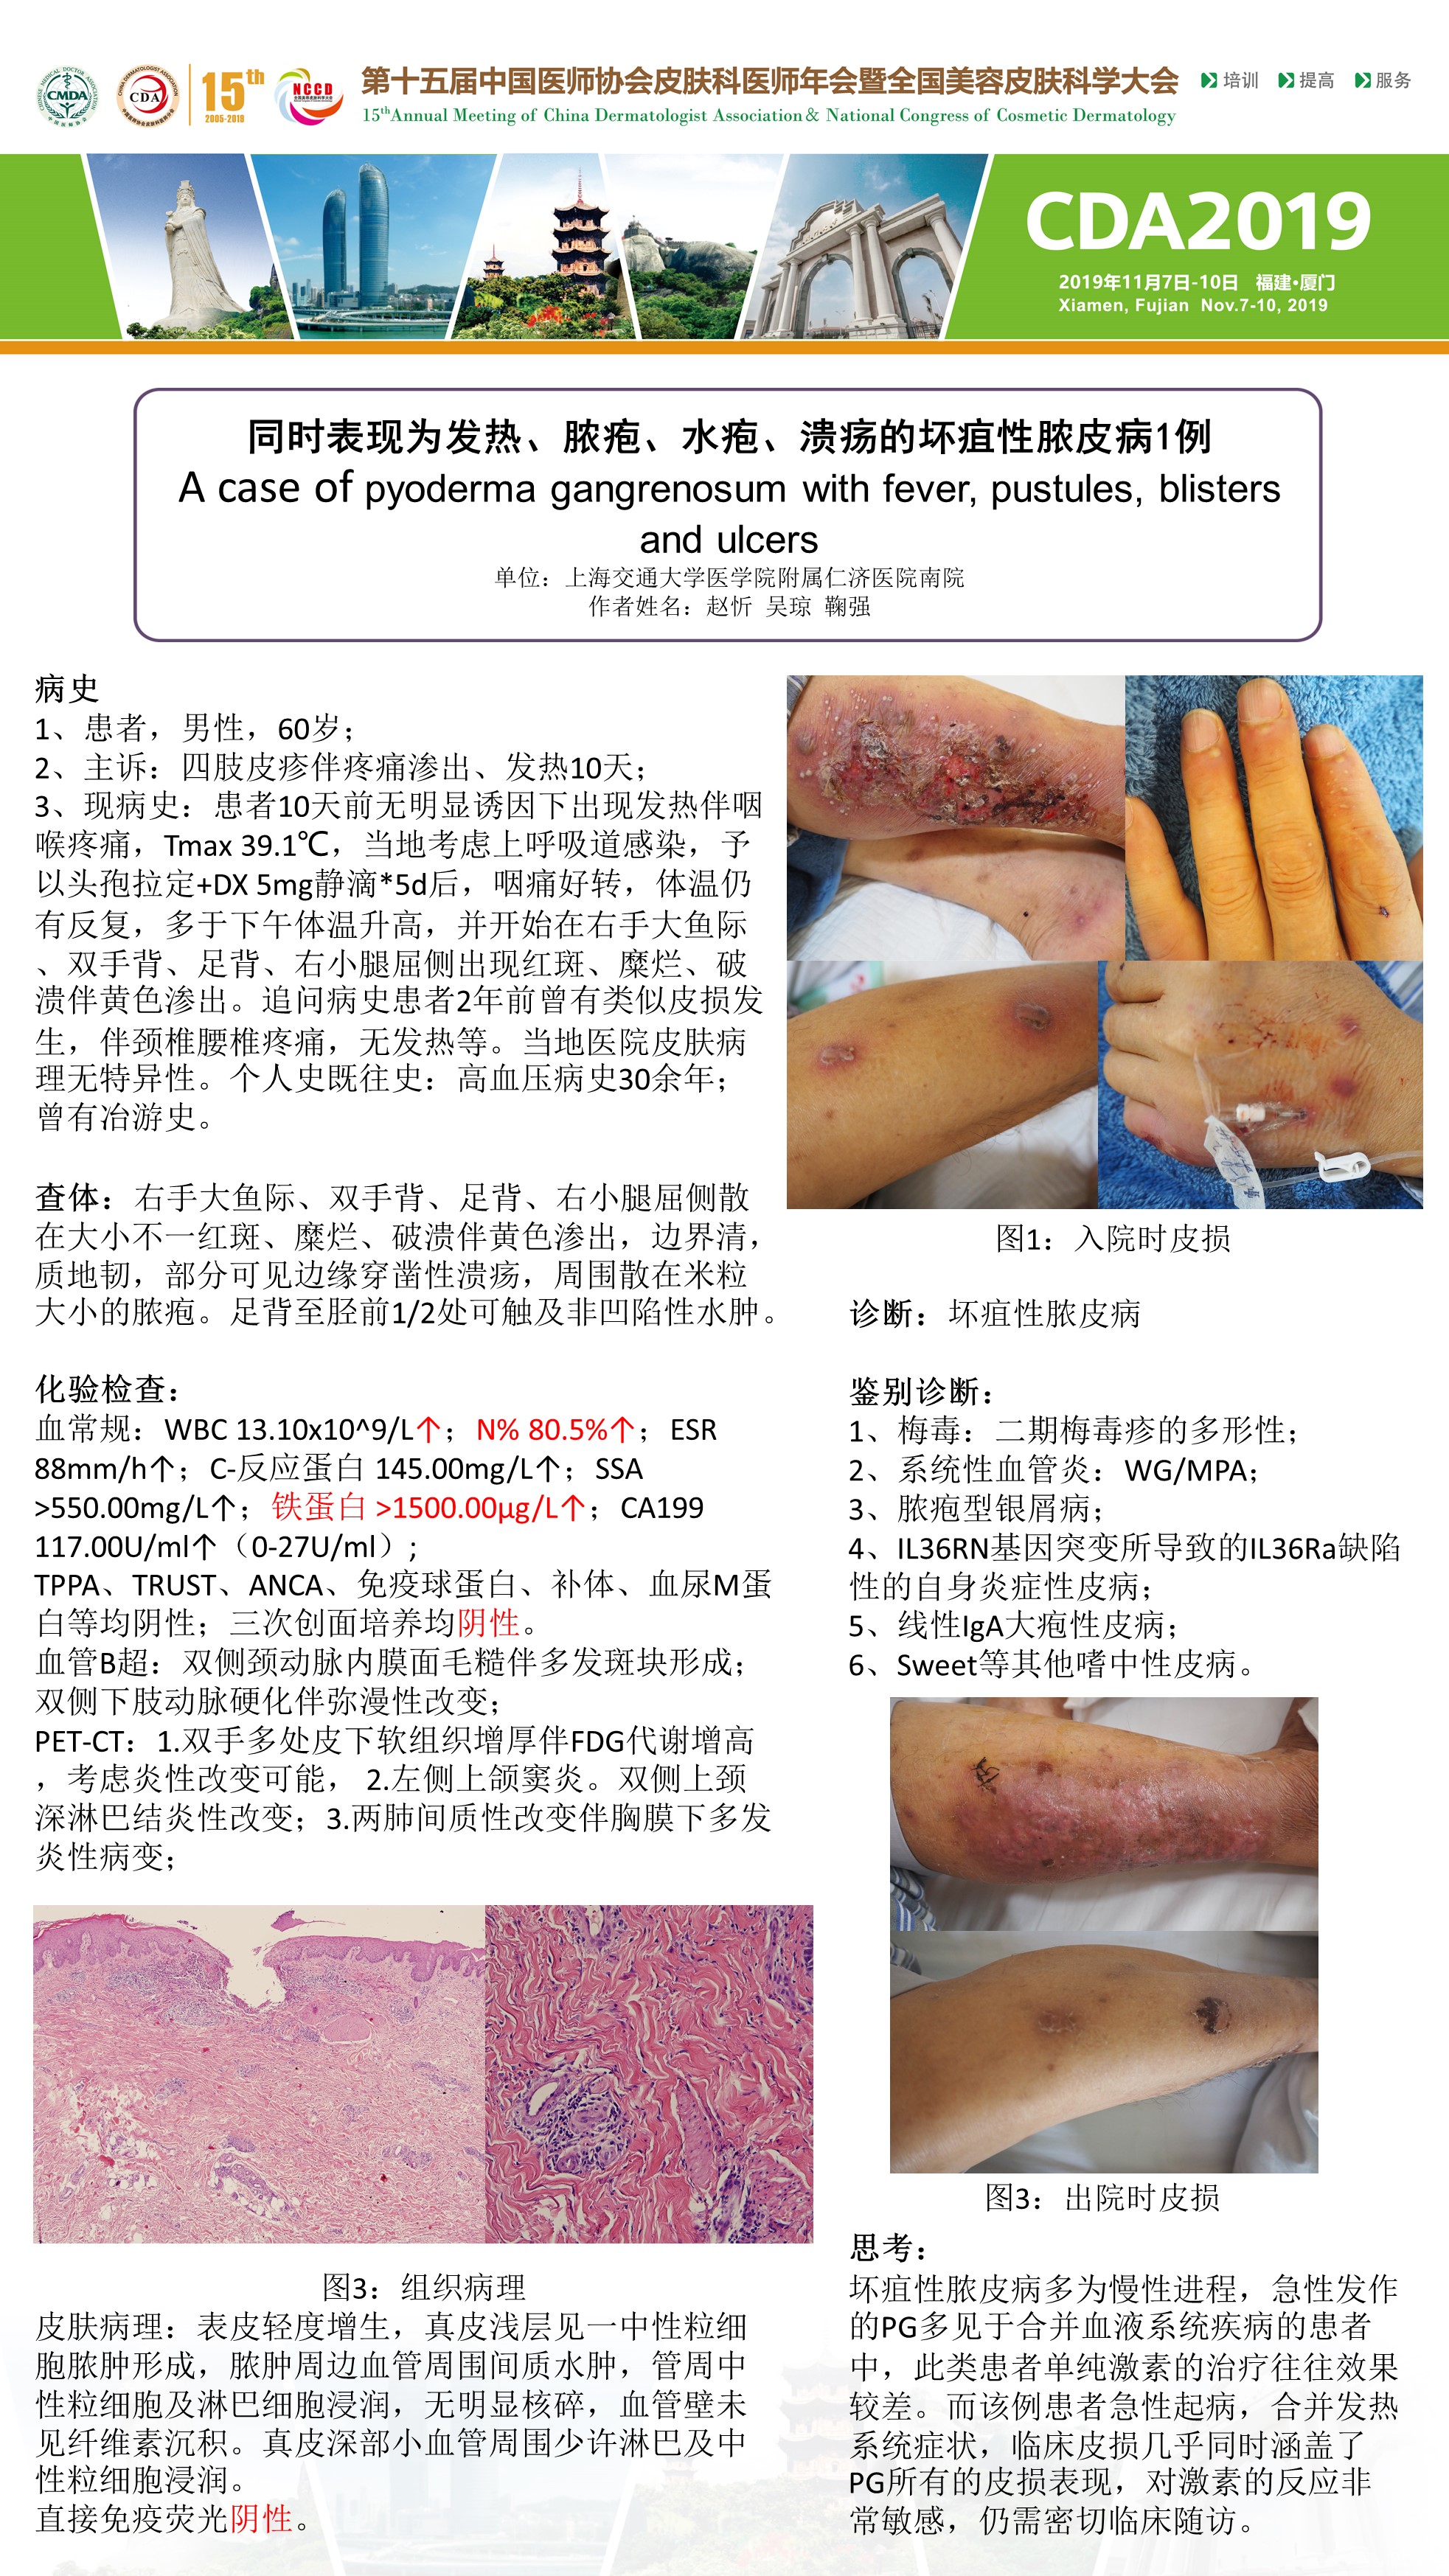 CMDA
CDA
15th
2005-2019
NCCD
第十五届中国医师协会皮肤科医师年会暨全国美容皮肤科学大会
15thAnnual Meeting of China Dermatologist Association& National Congress of Cosmetic Dermatology
培训 提高 服务
CDA2019
2019年11月7日-10日 福建·厦门
Xiamen, Fujian Nov.7-10, 2019
同时表现为发热、脓疱、水疱、溃疡的坏疽性脓皮病1例
A case of pyoderma gangrenosum with fever, pustules, blisters
and ulcers
单位：上海交通大学医学院附属仁济医院南院
作者姓名：赵忻 吴琼 鞠强
病史
1、患者，男性，60岁；
2、主诉：四肢皮疹伴疼痛渗出、发热10天；
3、现病史：患者10天前无明显诱因下出现发热伴咽
喉疼痛，Tmax 39.1℃，当地考虑上呼吸道感染，予
以头孢拉定+DX 5mg静滴*5d后，咽痛好转，体温仍
有反复，多于下午体温升高，并开始在右手大鱼际
、双手背、足背、右小腿屈侧出现红斑、糜烂、破
溃伴黄色渗出。追问病史患者2年前曾有类似皮损发
生，伴颈椎腰椎疼痛，无发热等。当地医院皮肤病
理无特异性。个人史既往史：高血压病史30余年；
曾有冶游史。
查体：右手大鱼际、双手背、足背、右小腿屈侧散
在大小不一红斑、糜烂、破溃伴黄色渗出，边界清，
质地韧，部分可见边缘穿凿性溃疡，周围散在米粒
大小的脓疱。足背至胫前1/2处可触及非凹陷性水肿。
化验检查：
血常规：WBC 13.10x10^9/L↑；N% 80.5%↑；ESR
88mm/h↑；C-反应蛋白 145.00mg/L↑；SSA
>550.00mg/L↑；铁蛋白 >1500.00μg/L↑；CA199
117.00U/ml↑（0-27U/ml）；
TPPA、TRUST、ANCA、免疫球蛋白、补体、血尿M蛋
白等均阴性；三次创面培养均阴性。
血管B超：双侧颈动脉内膜面毛糙伴多发斑块形成；
双侧下肢动脉硬化伴弥漫性改变；
PET-CT：1.双手多处皮下软组织增厚伴FDG代谢增高
，考虑炎性改变可能， 2.左侧上颌窦炎。双侧上颈
深淋巴结炎性改变；3.两肺间质性改变伴胸膜下多发
炎性病变；
图3：组织病理
皮肤病理：表皮轻度增生，真皮浅层见一中性粒细
胞脓肿形成，脓肿周边血管周围间质水肿，管周中
性粒细胞及淋巴细胞浸润，无明显核碎，血管壁未
见纤维素沉积。真皮深部小血管周围少许淋巴及中
性粒细胞浸润。
直接免疫荧光阴性。
图1：入院时皮损
诊断：坏疽性脓皮病
鉴别诊断：
1、梅毒：二期梅毒疹的多形性；
2、系统性血管炎：WG/MPA；
3、脓疱型银屑病；
4、IL36RN基因突变所导致的IL36Ra缺陷
性的自身炎症性皮病；
5、线性IgA大疱性皮病；
6、Sweet等其他嗜中性皮病。
图3：出院时皮损
思考：
坏疽性脓皮病多为慢性进程，急性发作
的PG多见于合并血液系统疾病的患者
中，此类患者单纯激素的治疗往往效果
较差。而该例患者急性起病，合并发热
系统症状，临床皮损几乎同时涵盖了
PG所有的皮损表现，对激素的反应非
常敏感，仍需密切临床随访。